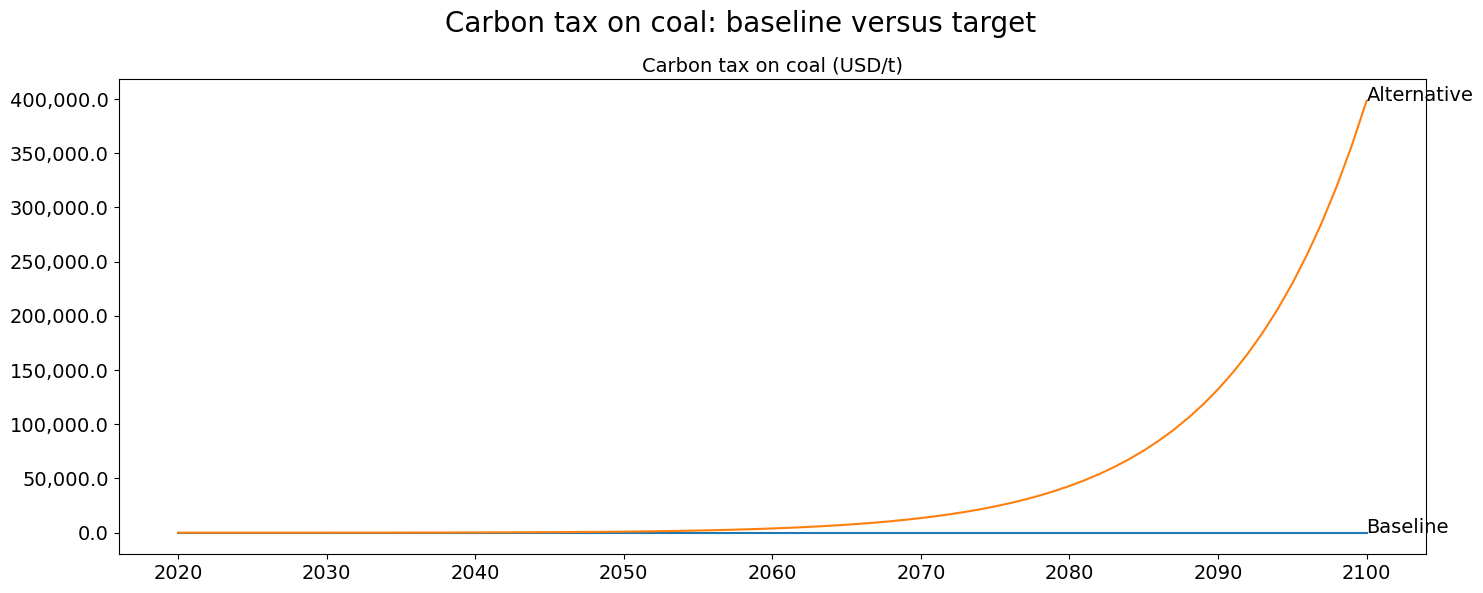 Carbon tax on coal: baseline versus target
Carbon tax on coal (USD/t)
400,000.0
350,000.0
300,000.0
250,000.0
200,000.0
150,000.0
100,000.0
50,000.0
0.0
Alternative
Baseline
2020 2030 2040 2050 2060 2070 2080 2090 2100